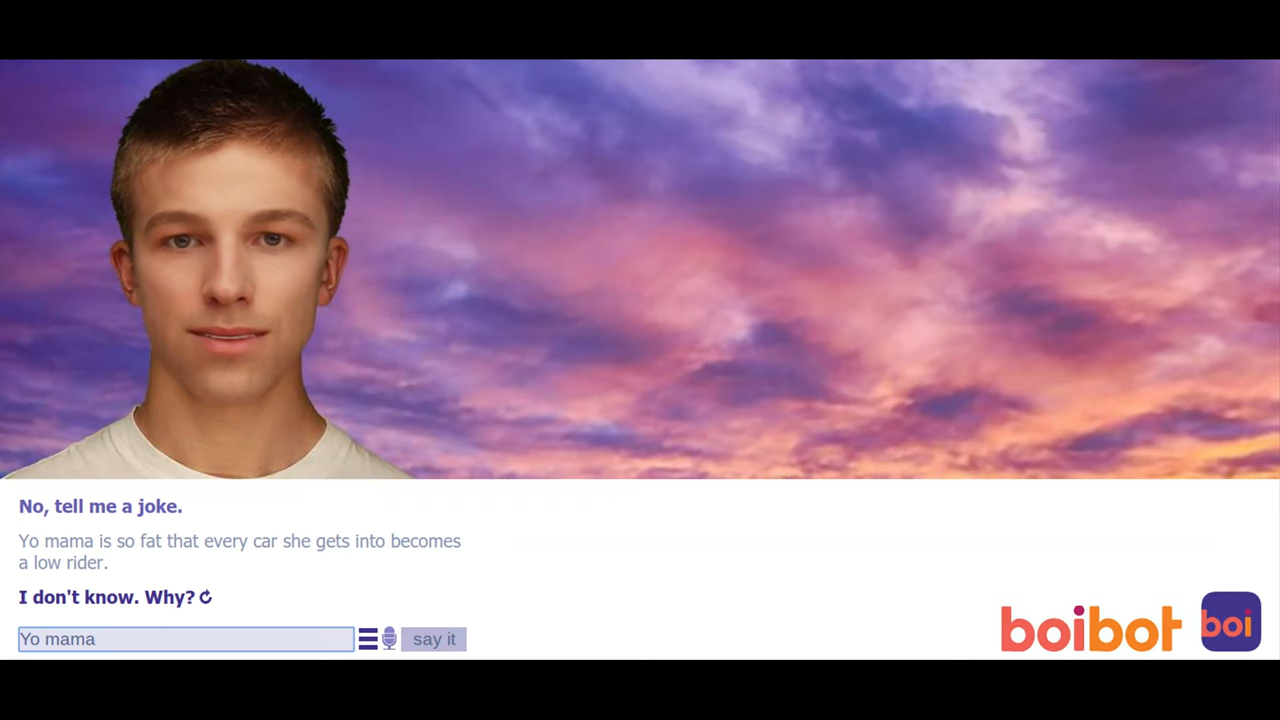 No, tell me a joke.
Yo mama is so fat that every car she gets into becomes
a low rider.
I don't know. Why?
Yo mama
say it
boibot
boi